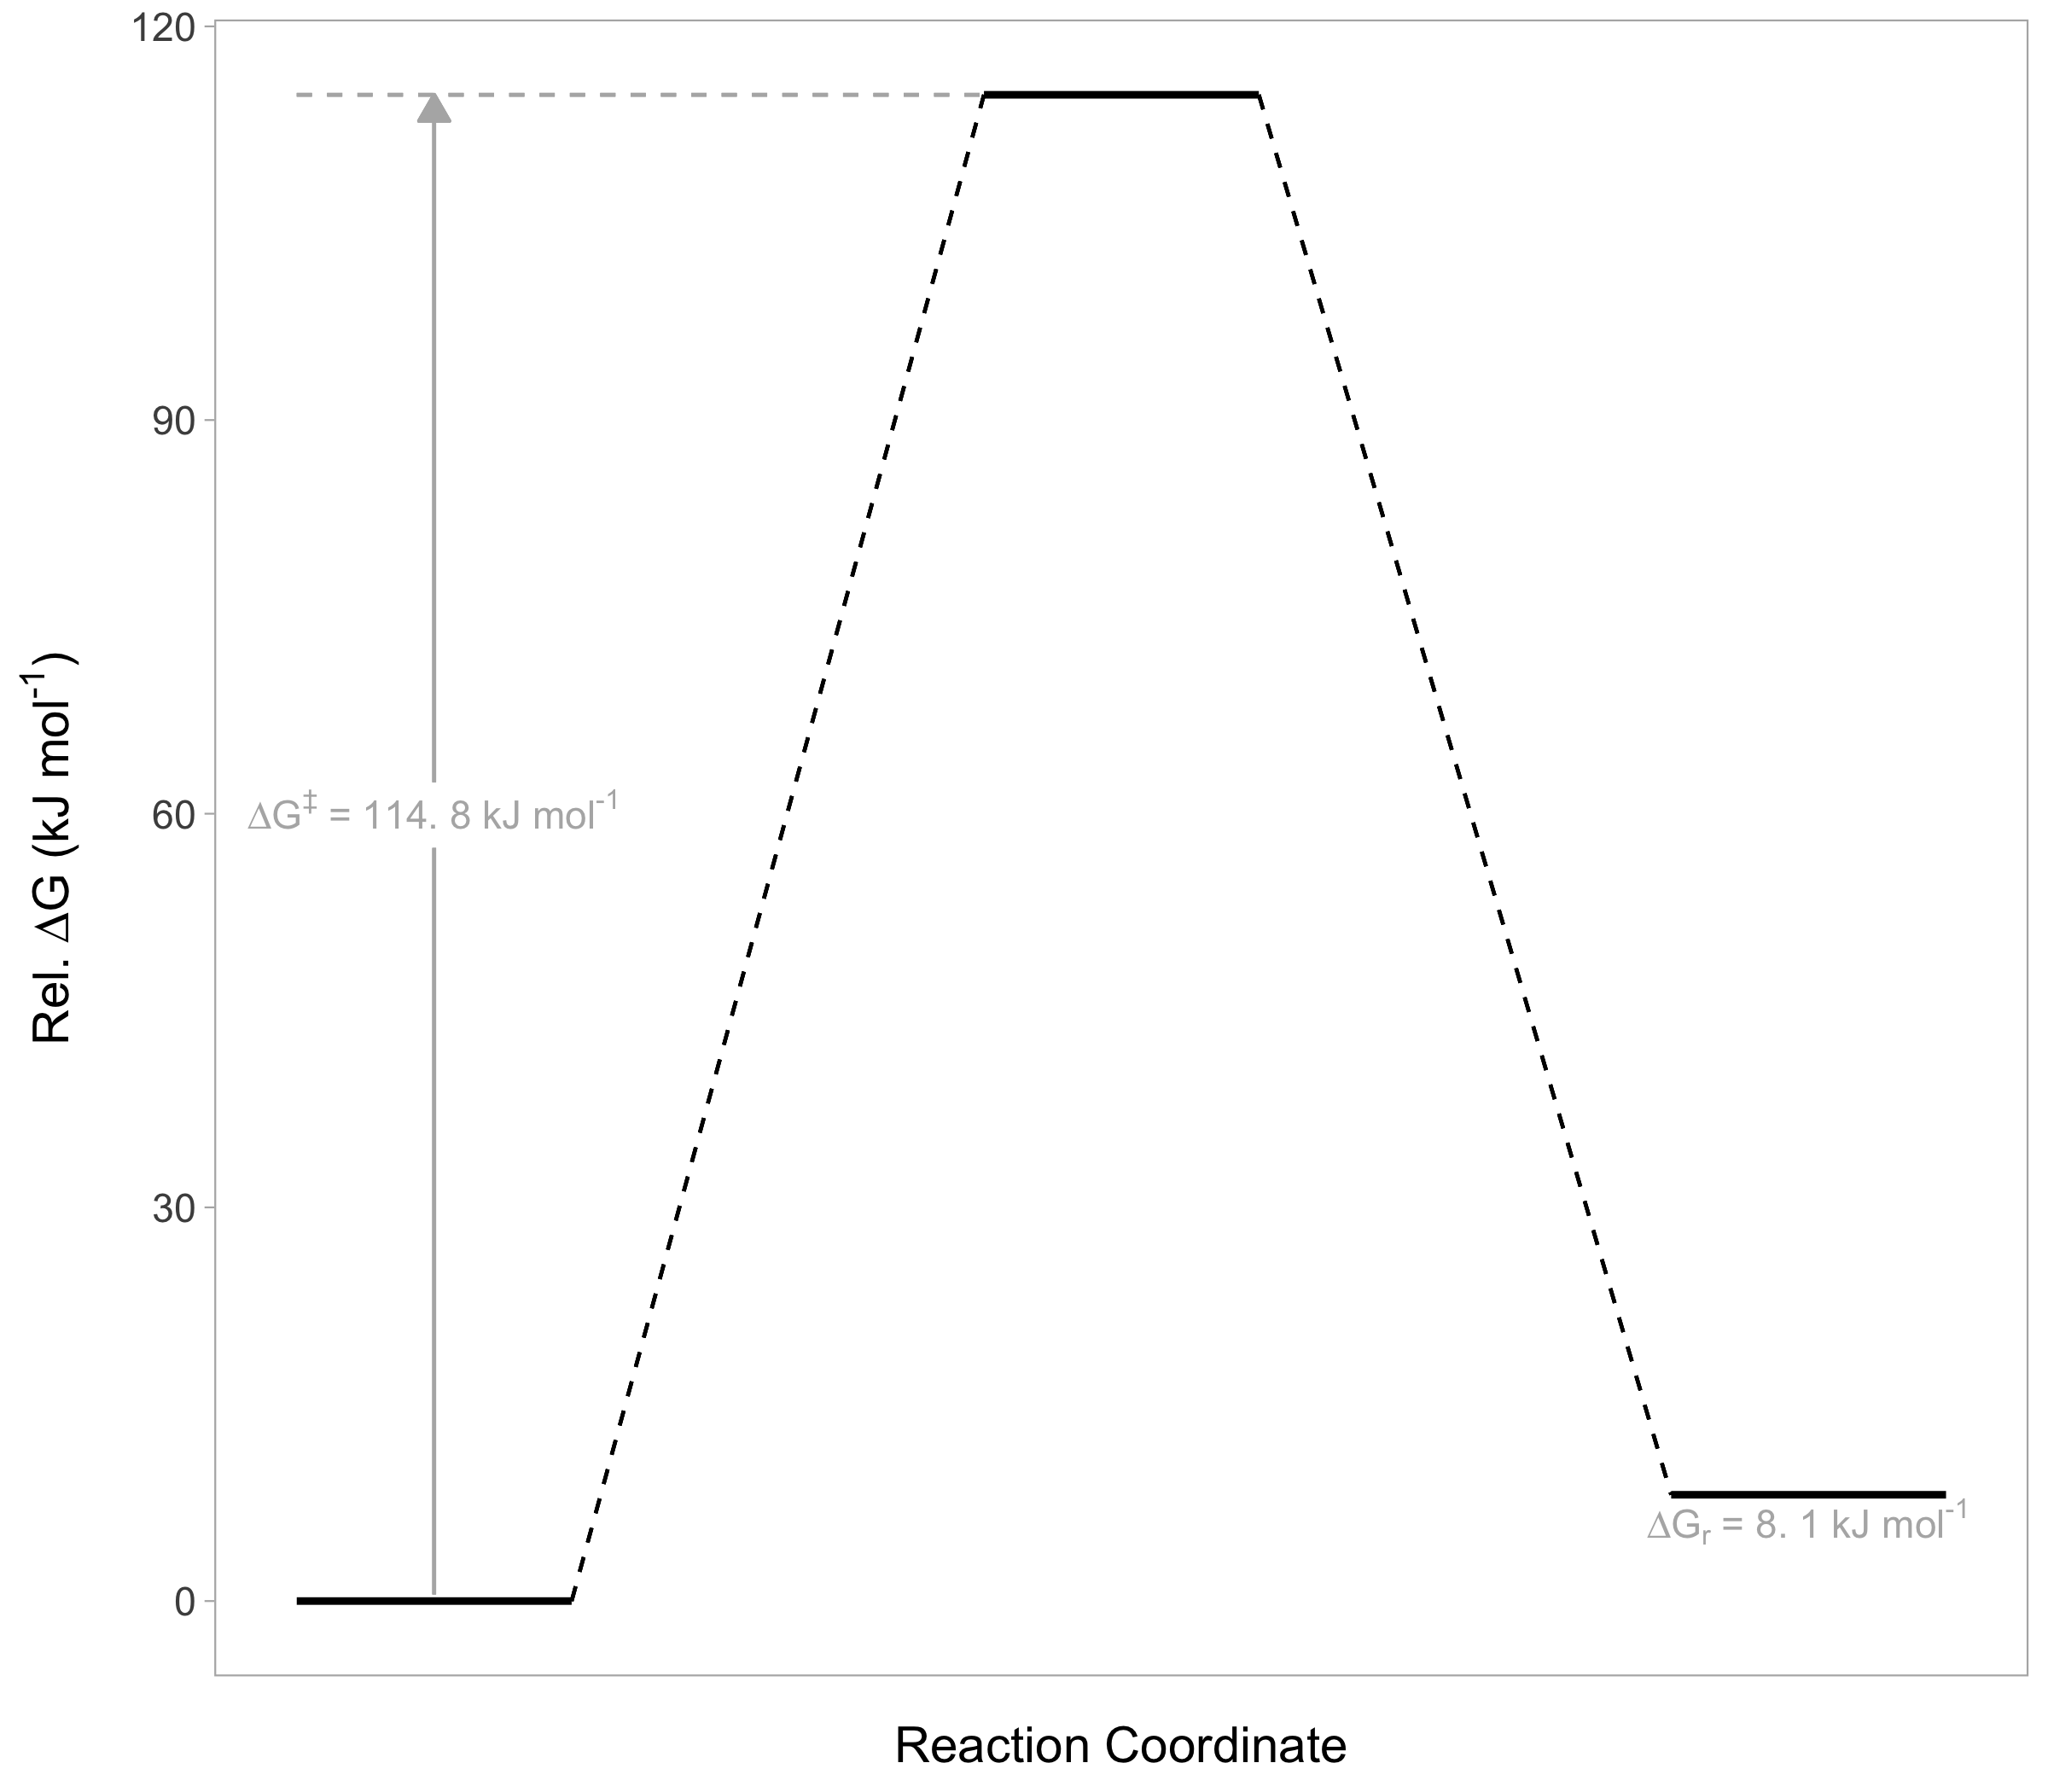 120
90
60
30
0
Rel. ΔG (kJ mol⁻¹)
ΔG‡ = 114. 8 kJ mol⁻¹
ΔGᵣ = 8. 1 kJ mol⁻¹
Reaction Coordinate